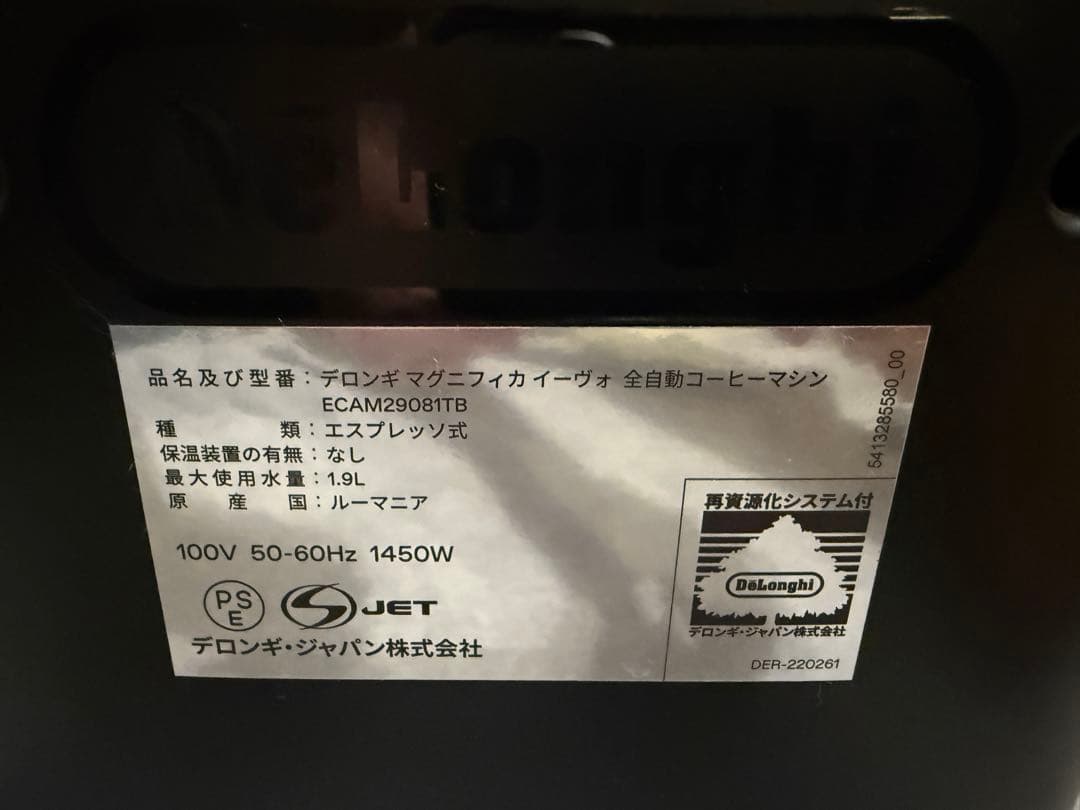 DeLonghi
品名及び型番：デロンギ マグニフィカ イーヴォ 全自動コーヒーマシン
ECAM29081TB
種類：エスプレッソ式
保温装置の有無：なし
最大使用水量：1.9L
原産国：ルーマニア
100V 50-60Hz 1450W
PS
E
JET
デロンギ・ジャパン株式会社
5413285580_00
再資源化システム付
DeLonghi
デロンギ・ジャパン株式会社
DER-220261